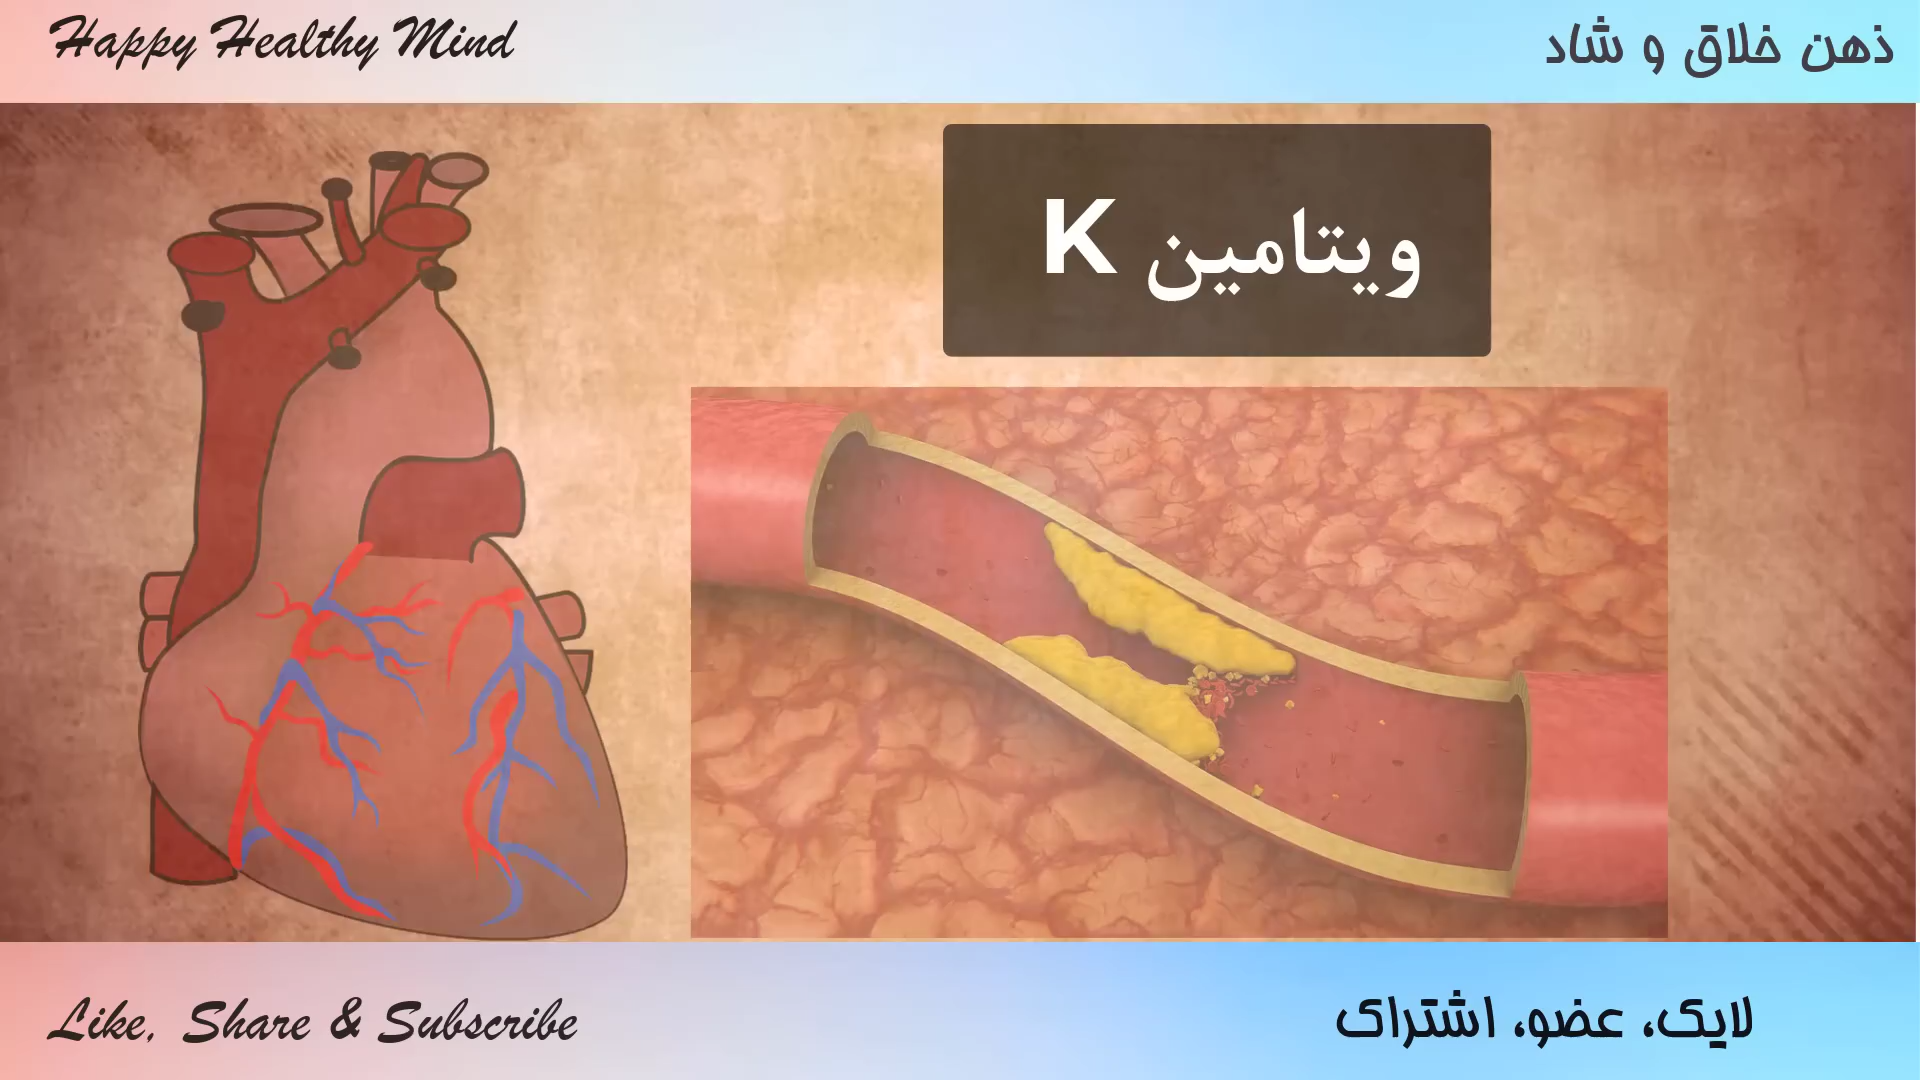 Happy Healthy Mind
ذهن خلاق و شاد
ویتامین K
Like, Share & Subscribe
لایک، عضو، اشتراک